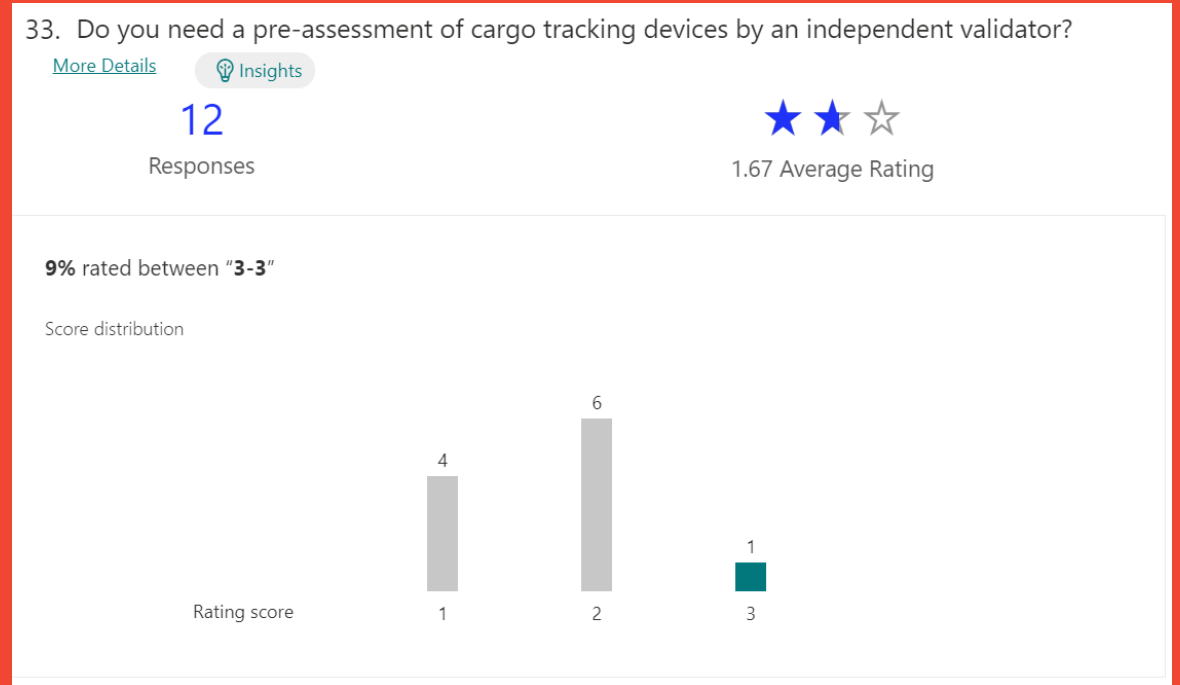 33. Do you need a pre-assessment of cargo tracking devices by an independent validator?
More Details
Insights
12
Responses
1.67 Average Rating
9% rated between “3-3”
Score distribution
4
6
1
Rating score
1
2
3